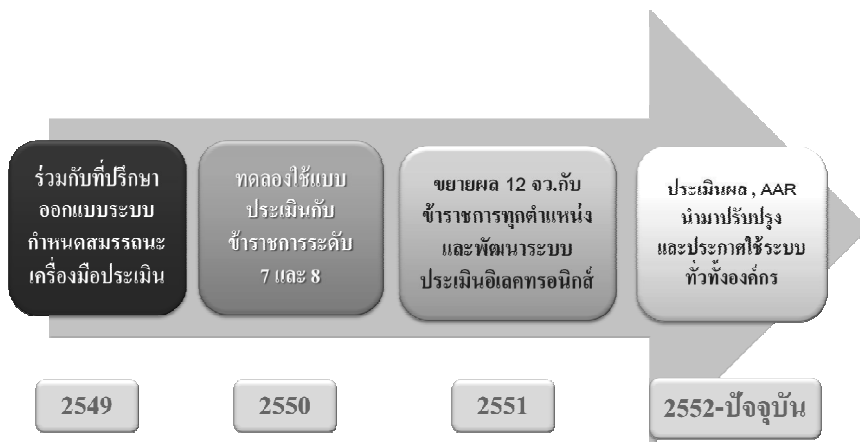 ร่วมกับที่ปรึกษา
ออกแบบระบบ
กำหนดสมรรถนะ
เครื่องมือประเมิน
ทดลองใช้แบบ
ประเมินกับ
ข้าราชการระดับ
7 และ 8
ขยายผล 12 จว.กับ
ข้าราชการทุกตำแหน่ง
และพัฒนาระบบ
ประเมินอิเลคทรอนิกส์
ประเมินผล , AAR
นำมาปรับปรุง
และประกาศใช้ระบบ
ทั่วทั้งองค์กร
2549
2550
2551
2552-ปัจจุบัน